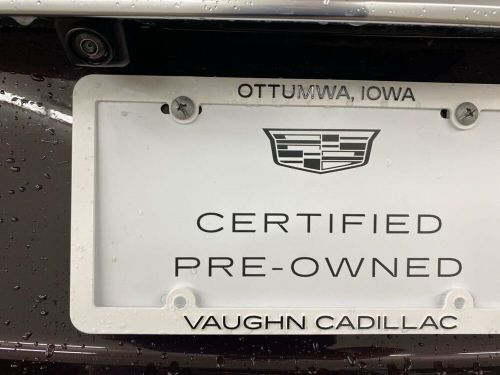 OTTUMWA, IOWA
CERTIFIED
PRE-OWNED
VAUGHN CADILLAC